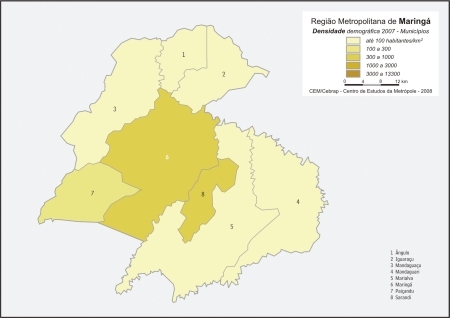 Região Metropolitana de Maringá
Densidade demográfica 2007 - Municípios
até 100 habitantes/km²
100 a 300
300 a 1000
1000 a 3000
3000 a 13300
0 4 8 12 km
CEM/Cebrap - Centro de Estudos da Metrópole - 2008
1
2
3
6
7
8
4
5
1 Ângulo
2 Iguaraçu
3 Mandaguaçu
4 Mandaguari
5 Marialva
6 Maringá
7 Paiçandu
8 Sarandi